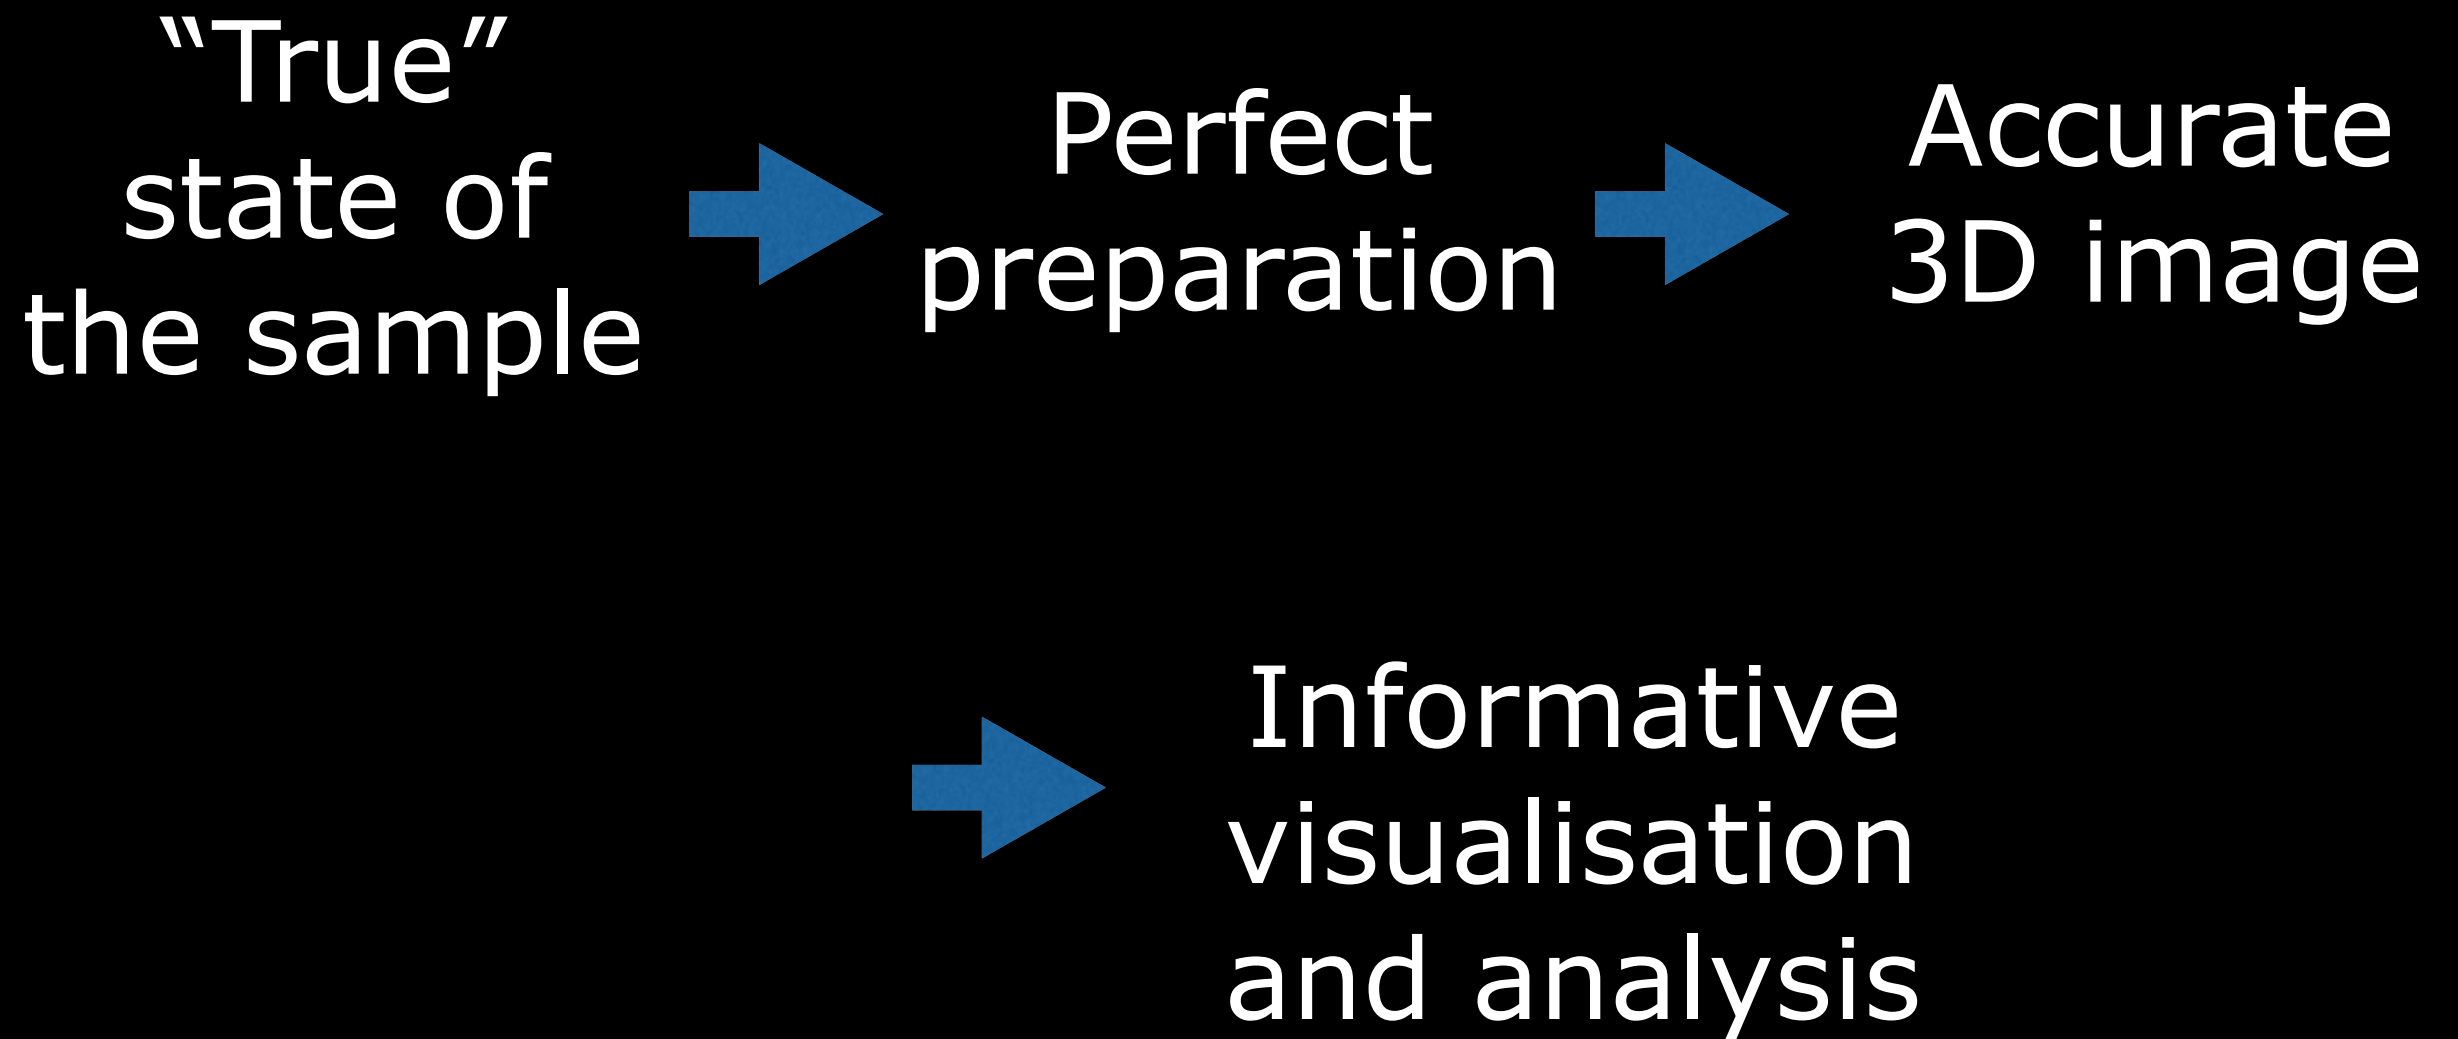 “True”
state of
the sample
Perfect
preparation
Accurate
3D image
Informative
visualisation
and analysis